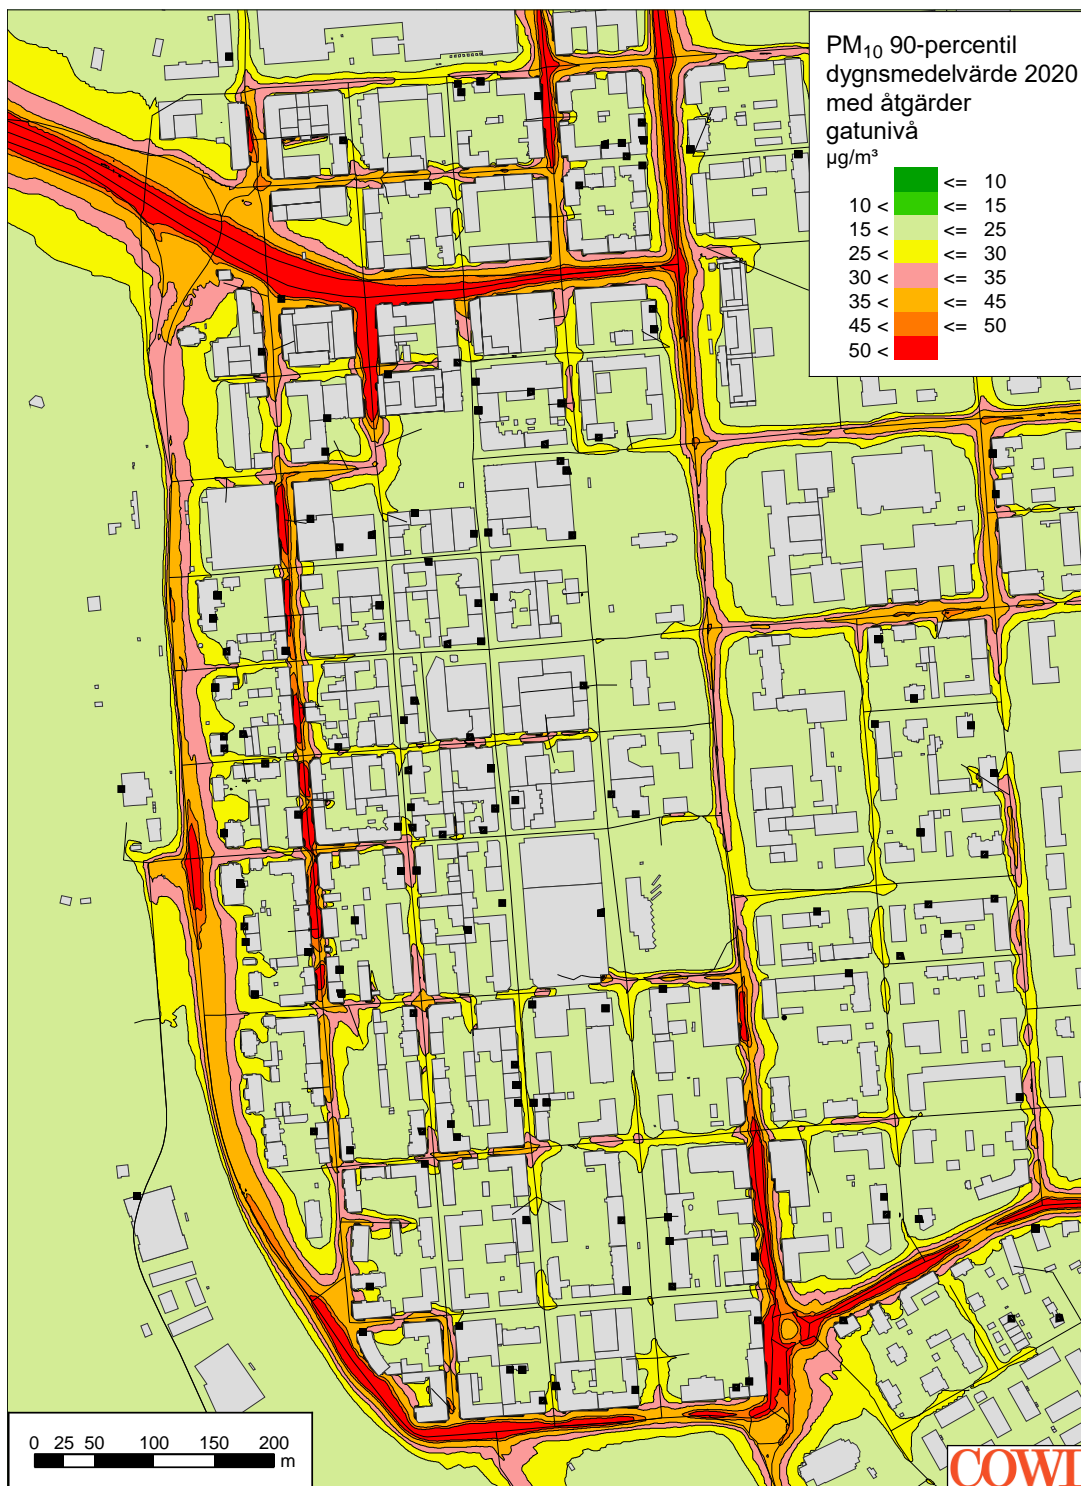 PM₁₀ 90-percentil
dygnsmedelvärde 2020
med åtgärder
gatunivå
µg/m³
<= 10
10 < <= 15
15 < <= 25
25 < <= 30
30 < <= 35
35 < <= 45
45 < <= 50
50 <
0 25 50 100 150 200
m
COWI